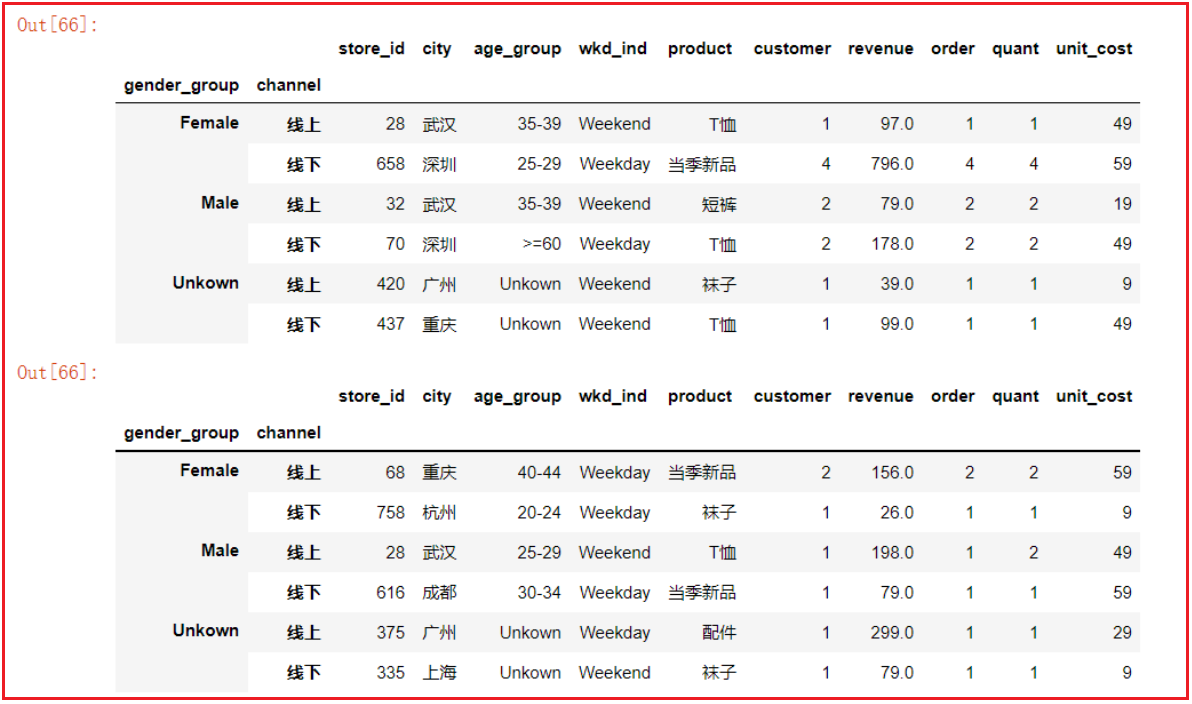 Out[66]:
store_id city age_group wkd_ind product customer revenue order quant unit_cost
gender_group channel
Female 线上 28 武汉 35-39 Weekend T恤 1 97.0 1 1 49
线下 658 深圳 25-29 Weekday 当季新品 4 796.0 4 4 59
Male 线上 32 武汉 35-39 Weekend 短裤 2 79.0 2 2 19
线下 70 深圳 >=60 Weekday T恤 2 178.0 2 2 49
Unkown 线上 420 广州 Unkown Weekend 袜子 1 39.0 1 1 9
线下 437 重庆 Unkown Weekend T恤 1 99.0 1 1 49
Out[66]:
store_id city age_group wkd_ind product customer revenue order quant unit_cost
gender_group channel
Female 线上 68 重庆 40-44 Weekday 当季新品 2 156.0 2 2 59
线下 758 杭州 20-24 Weekday 袜子 1 26.0 1 1 9
Male 线上 28 武汉 25-29 Weekend T恤 1 198.0 1 2 49
线下 616 成都 30-34 Weekday 当季新品 1 79.0 1 1 59
Unkown 线上 375 广州 Unkown Weekday 配件 1 299.0 1 1 29
线下 335 上海 Unkown Weekend 袜子 1 79.0 1 1 9